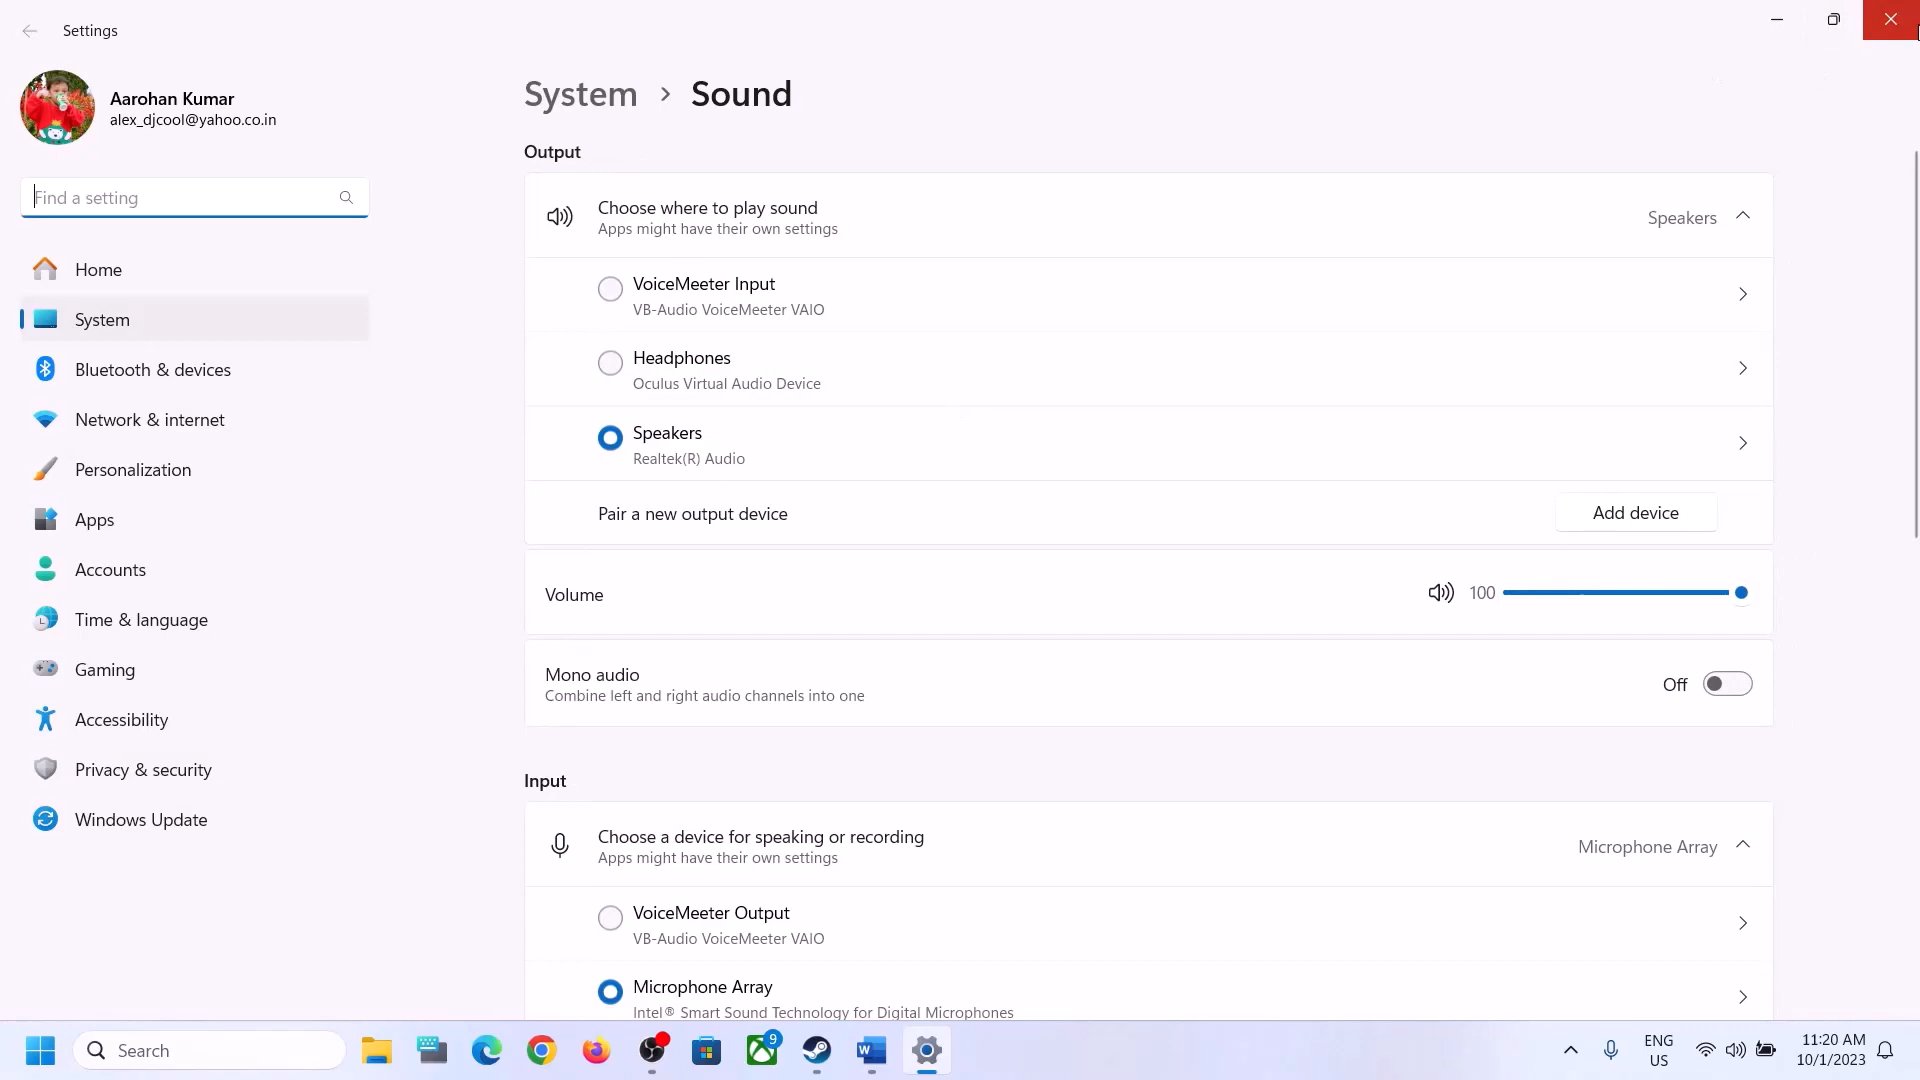 Settings
Aarohan Kumar
alex_djcool@yahoo.co.in
Find a setting
Home
System
Bluetooth & devices
Network & internet
Personalization
Apps
Accounts
Time & language
Gaming
Accessibility
Privacy & security
Windows Update
System > Sound
Output
Choose where to play sound
Apps might have their own settings
Speakers
VoiceMeeter Input
VB-Audio VoiceMeeter VAIO
Headphones
Oculus Virtual Audio Device
Speakers
Realtek(R) Audio
Pair a new output device
Add device
Volume
100
Mono audio
Combine left and right audio channels into one
Off
Input
Choose a device for speaking or recording
Apps might have their own settings
Microphone Array
VoiceMeeter Output
VB-Audio VoiceMeeter VAIO
Microphone Array
Intel® Smart Sound Technology for Digital Microphones
Search
9
ENG
US
11:20 AM
10/1/2023